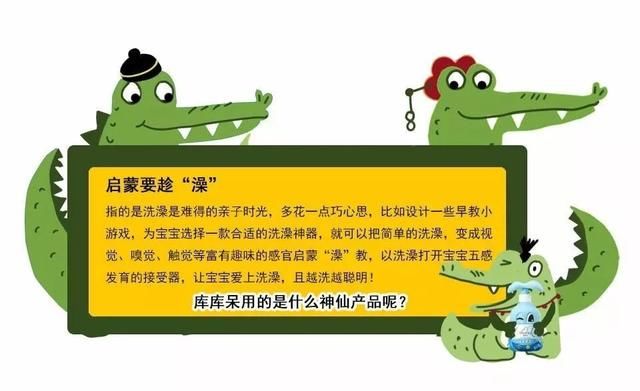 启蒙要趁“澡”
指的是洗澡是难得的亲子时光，多花一点巧心思，比如设计一些早教小
游戏，为宝宝选择一款合适的洗澡神器，就可以把简单的洗澡，变成视
觉、嗅觉、触觉等富有趣味的感官启蒙“澡”教，以洗澡打开宝宝五感
发育的接受器，让宝宝爱上洗澡，且越洗越聪明！
库库呆用的是什么神仙产品呢？